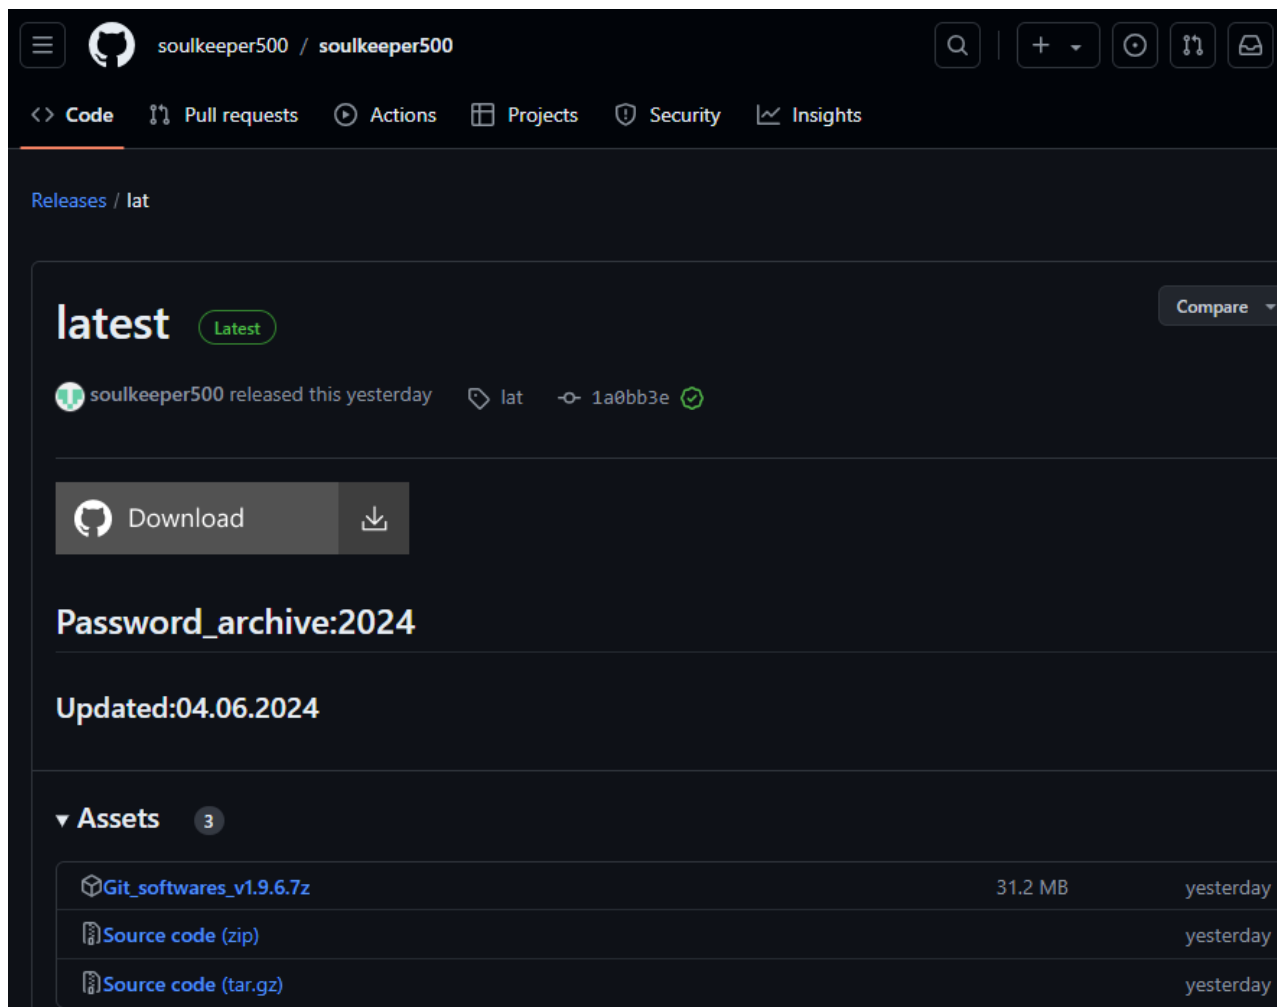 soulkeeper500 / soulkeeper500
Code Pull requests Actions Projects Security Insights
Releases / lat
latest Latest
Compare
soulkeeper500 released this yesterday lat 1a0bb3e
Download
Password_archive:2024
Updated:04.06.2024
Assets 3
Git_softwares_v1.9.6.7z 31.2 MB yesterday
Source code (zip) yesterday
Source code (tar.gz) yesterday